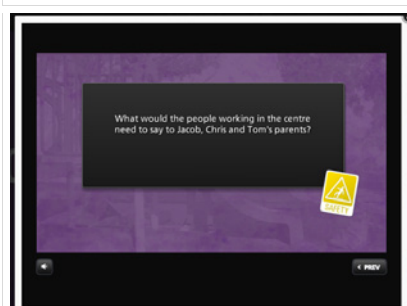 What would the people working in the centre
need to say to Jacob, Chris and Tom's parents?
SAFETY
< PREV